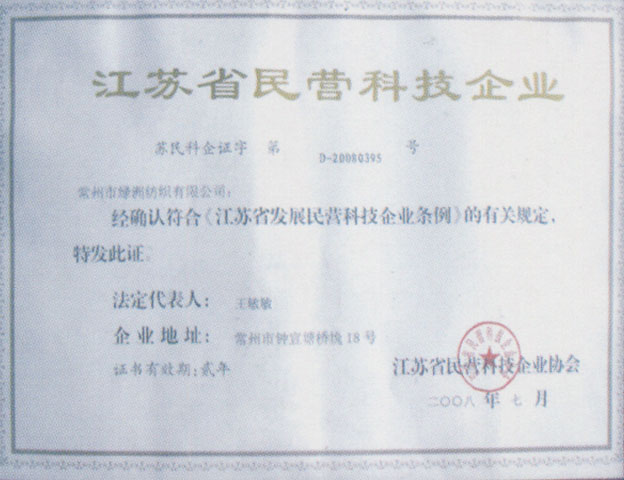 江苏省民营科技企业
苏民科企证字 第 D-20080395 号
常州市绿洲纺织有限公司：
经确认符合《江苏省发展民营科技企业条例》的有关规定，
特发此证。
法定代表人： 王敏敏
企业地址： 常州市钟宣塘桥线18号
证书有效期：贰年
江苏省民营科技企业协会
二〇〇八 年 七 月